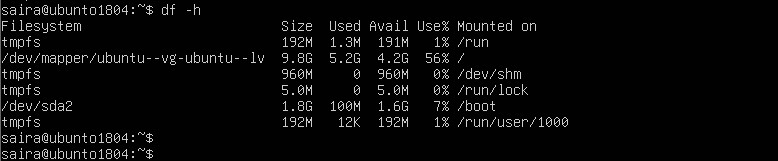 saira@ubunto1804:~$ df -h
Filesystem                         Size  Used Avail Use% Mounted on
tmpfs                              192M  1.3M  191M   1% /run
/dev/mapper/ubuntu--vg-ubuntu--lv  9.8G  5.2G  4.2G  56% /
tmpfs                              960M     0  960M   0% /dev/shm
tmpfs                              5.0M     0  5.0M   0% /run/lock
/dev/sda2                          1.8G  100M  1.6G   7% /boot
tmpfs                              192M   12K  192M   1% /run/user/1000
saira@ubunto1804:~$
saira@ubunto1804:~$